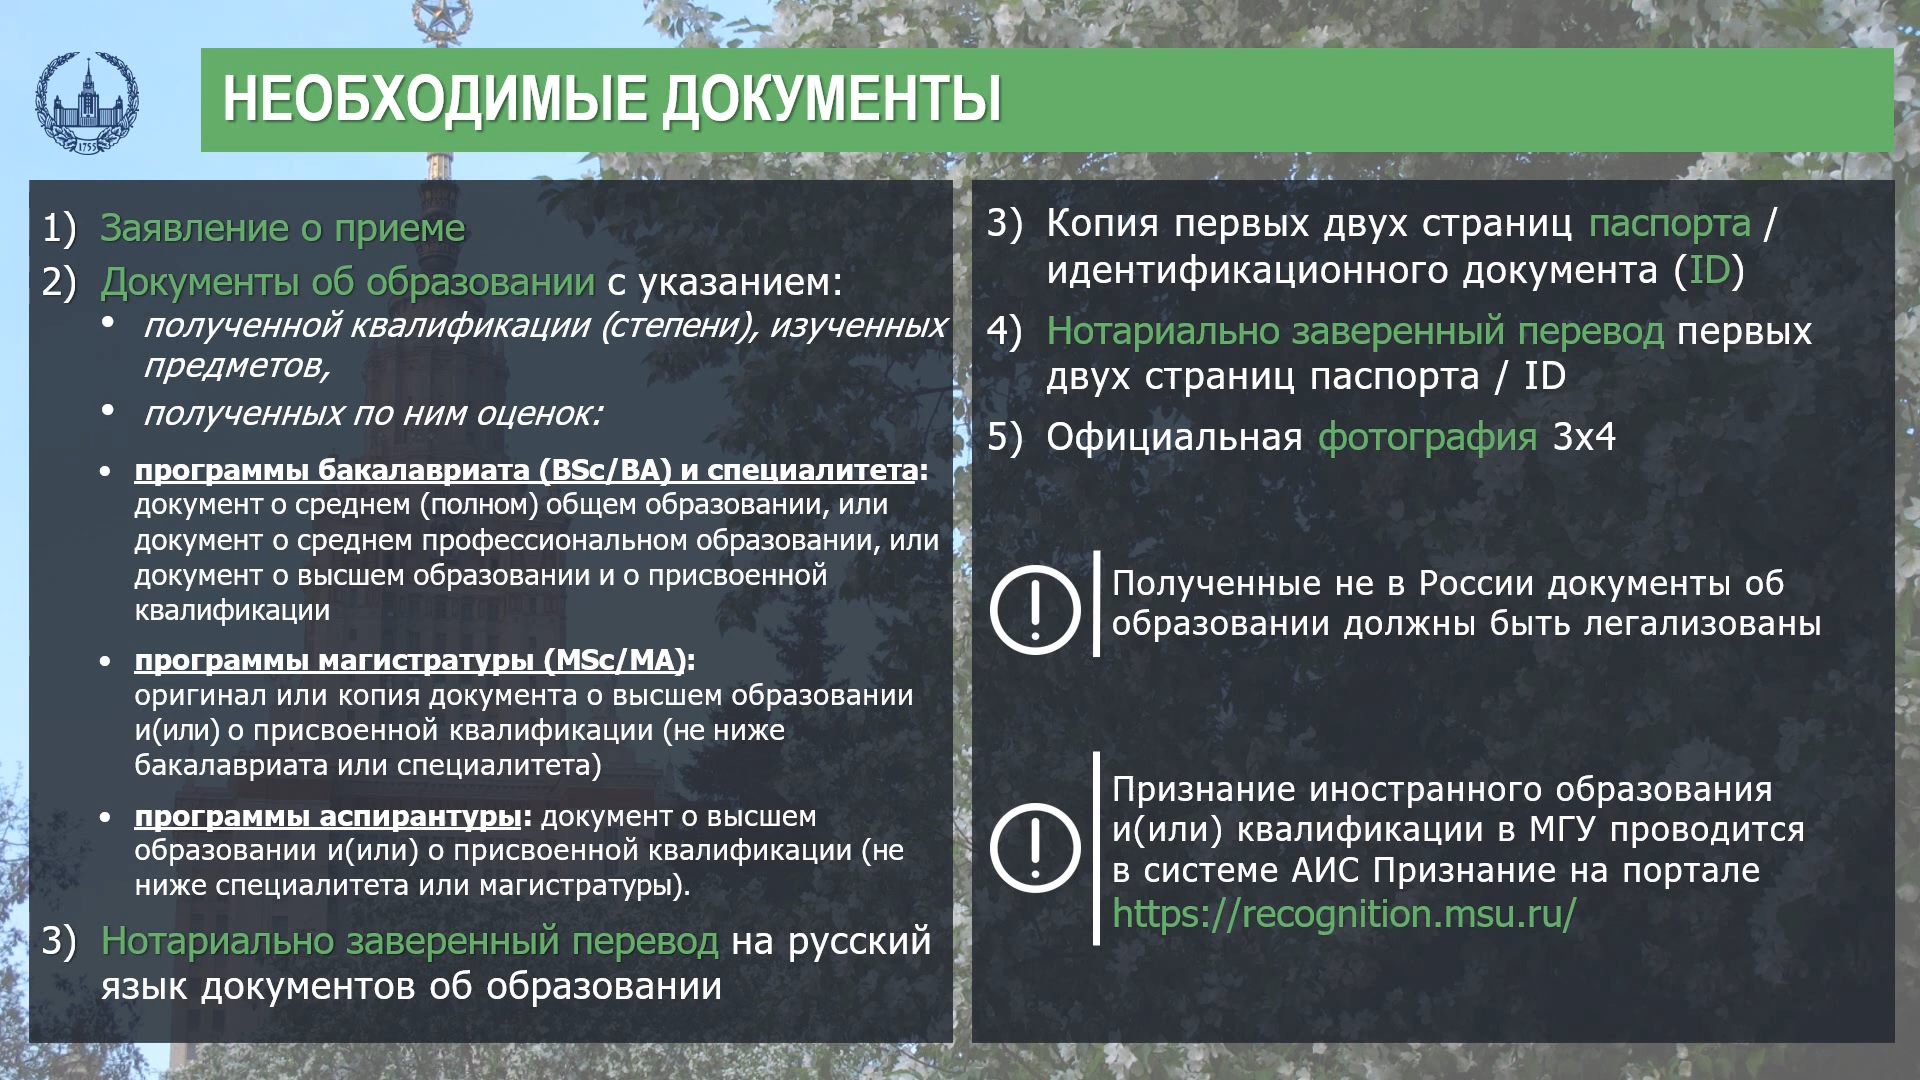 1755
НЕОБХОДИМЫЕ ДОКУМЕНТЫ
1) Заявление о приеме
2) Документы об образовании с указанием:
• полученной квалификации (степени), изученных
предметов,
• полученных по ним оценок:
• программы бакалавриата (BSc/BA) и специалитета:
документ о среднем (полном) общем образовании, или
документ о среднем профессиональном образовании, или
документ о высшем образовании и о присвоенной
квалификации
• программы магистратуры (MSc/MA):
оригинал или копия документа о высшем образовании
и(или) о присвоенной квалификации (не ниже
бакалавриата или специалитета)
• программы аспирантуры: документ о высшем
образовании и(или) о присвоенной квалификации (не
ниже специалитета или магистратуры).
3) Нотариально заверенный перевод на русский
язык документов об образовании
3) Копия первых двух страниц паспорта /
идентификационного документа (ID)
4) Нотариально заверенный перевод первых
двух страниц паспорта / ID
5) Официальная фотография 3х4
Полученные не в России документы об
образовании должны быть легализованы
Признание иностранного образования
и(или) квалификации в МГУ проводится
в системе АИС Признание на портале
https://recognition.msu.ru/